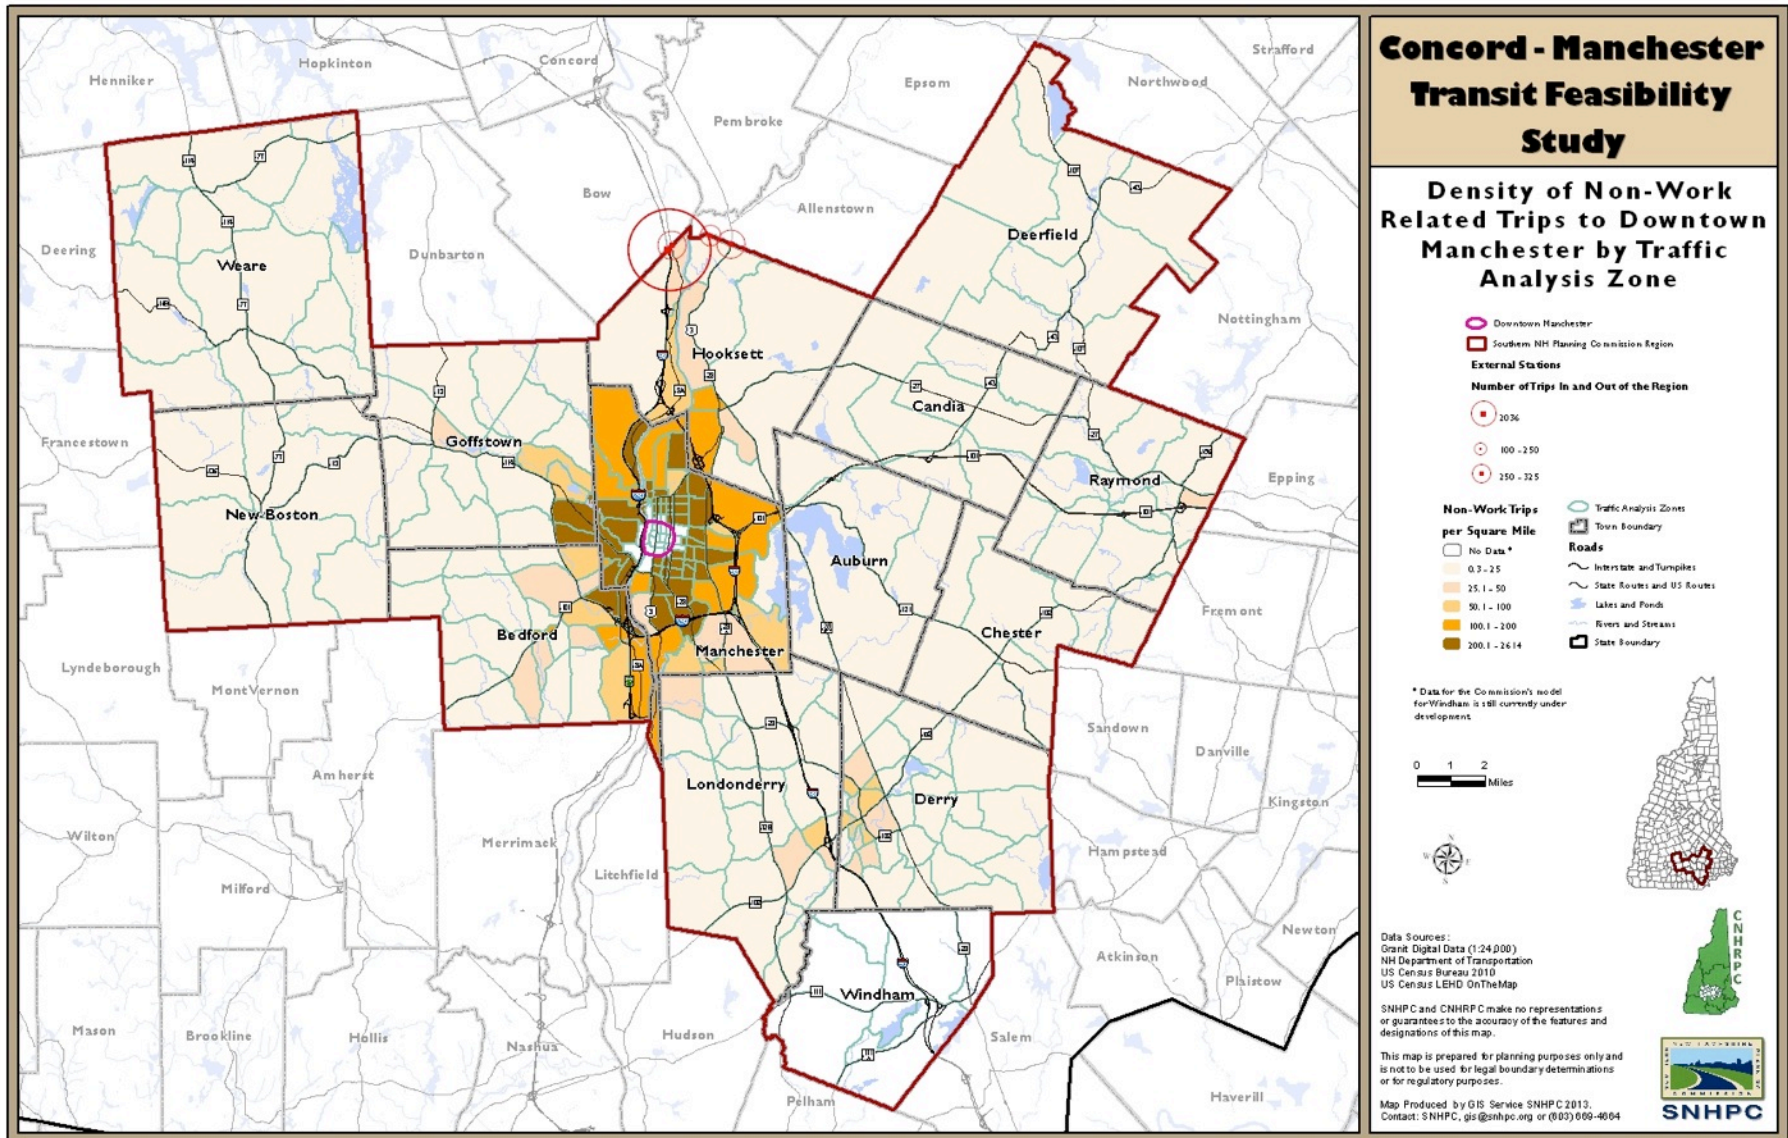 Concord - Manchester
Transit Feasibility
Study
Density of Non-Work
Related Trips to Downtown
Manchester by Traffic
Analysis Zone
Downtown Manchester
Southern NH Planning Commission Region
External Stations
Number of Trips In and Out of the Region
2036
100 - 250
250 - 325
Non-Work Trips
per Square Mile
No Data *
0.3 - 25
25.1 - 50
50.1 - 100
100.1 - 200
200.1 - 2614
Traffic Analysis Zones
Town Boundary
Roads
Interstate and Turnpikes
State Routes and US Routes
Lakes and Ponds
Rivers and Streams
State Boundary
* Data for the Commission's model
for Windham is still currently under
development.
0 1 2
Miles
N
W E
S
Data Sources:
Granit Digital Data (1:24,000)
NH Department of Transportation
US Census Bureau 2010
US Census LEHD OnTheMap
SNHPC and CNHRPC make no representations
or guarantees to the accuracy of the features and
designations of this map.
This map is prepared for planning purposes only and
is not to be used for legal boundary determinations
or for regulatory purposes.
Map Produced by GIS Service SNHPC 2013.
Contact: SNHPC, gis@snhpc.org or (603) 669-4664
CNHRPC
SNHPC
Henniker
Hopkinton
Concord
Epsom
Northwood
Strafford
Pembroke
Bow
Allenstown
Deering
Weare
Dunbarton
Deerfield
Nottingham
Hooksett
Candia
Francestown
Goffstown
Raymond
Epping
New Boston
Auburn
Fremont
Bedford
Manchester
Chester
Lyndeborough
Mont Vernon
Sandown
Danville
Amherst
Londonderry
Derry
Kingston
Wilton
Merrimack
Hampstead
Milford
Litchfield
Newton
Atkinson
Plaistow
Windham
Mason
Brookline
Hollis
Nashua
Hudson
Salem
Pelham
Haverill